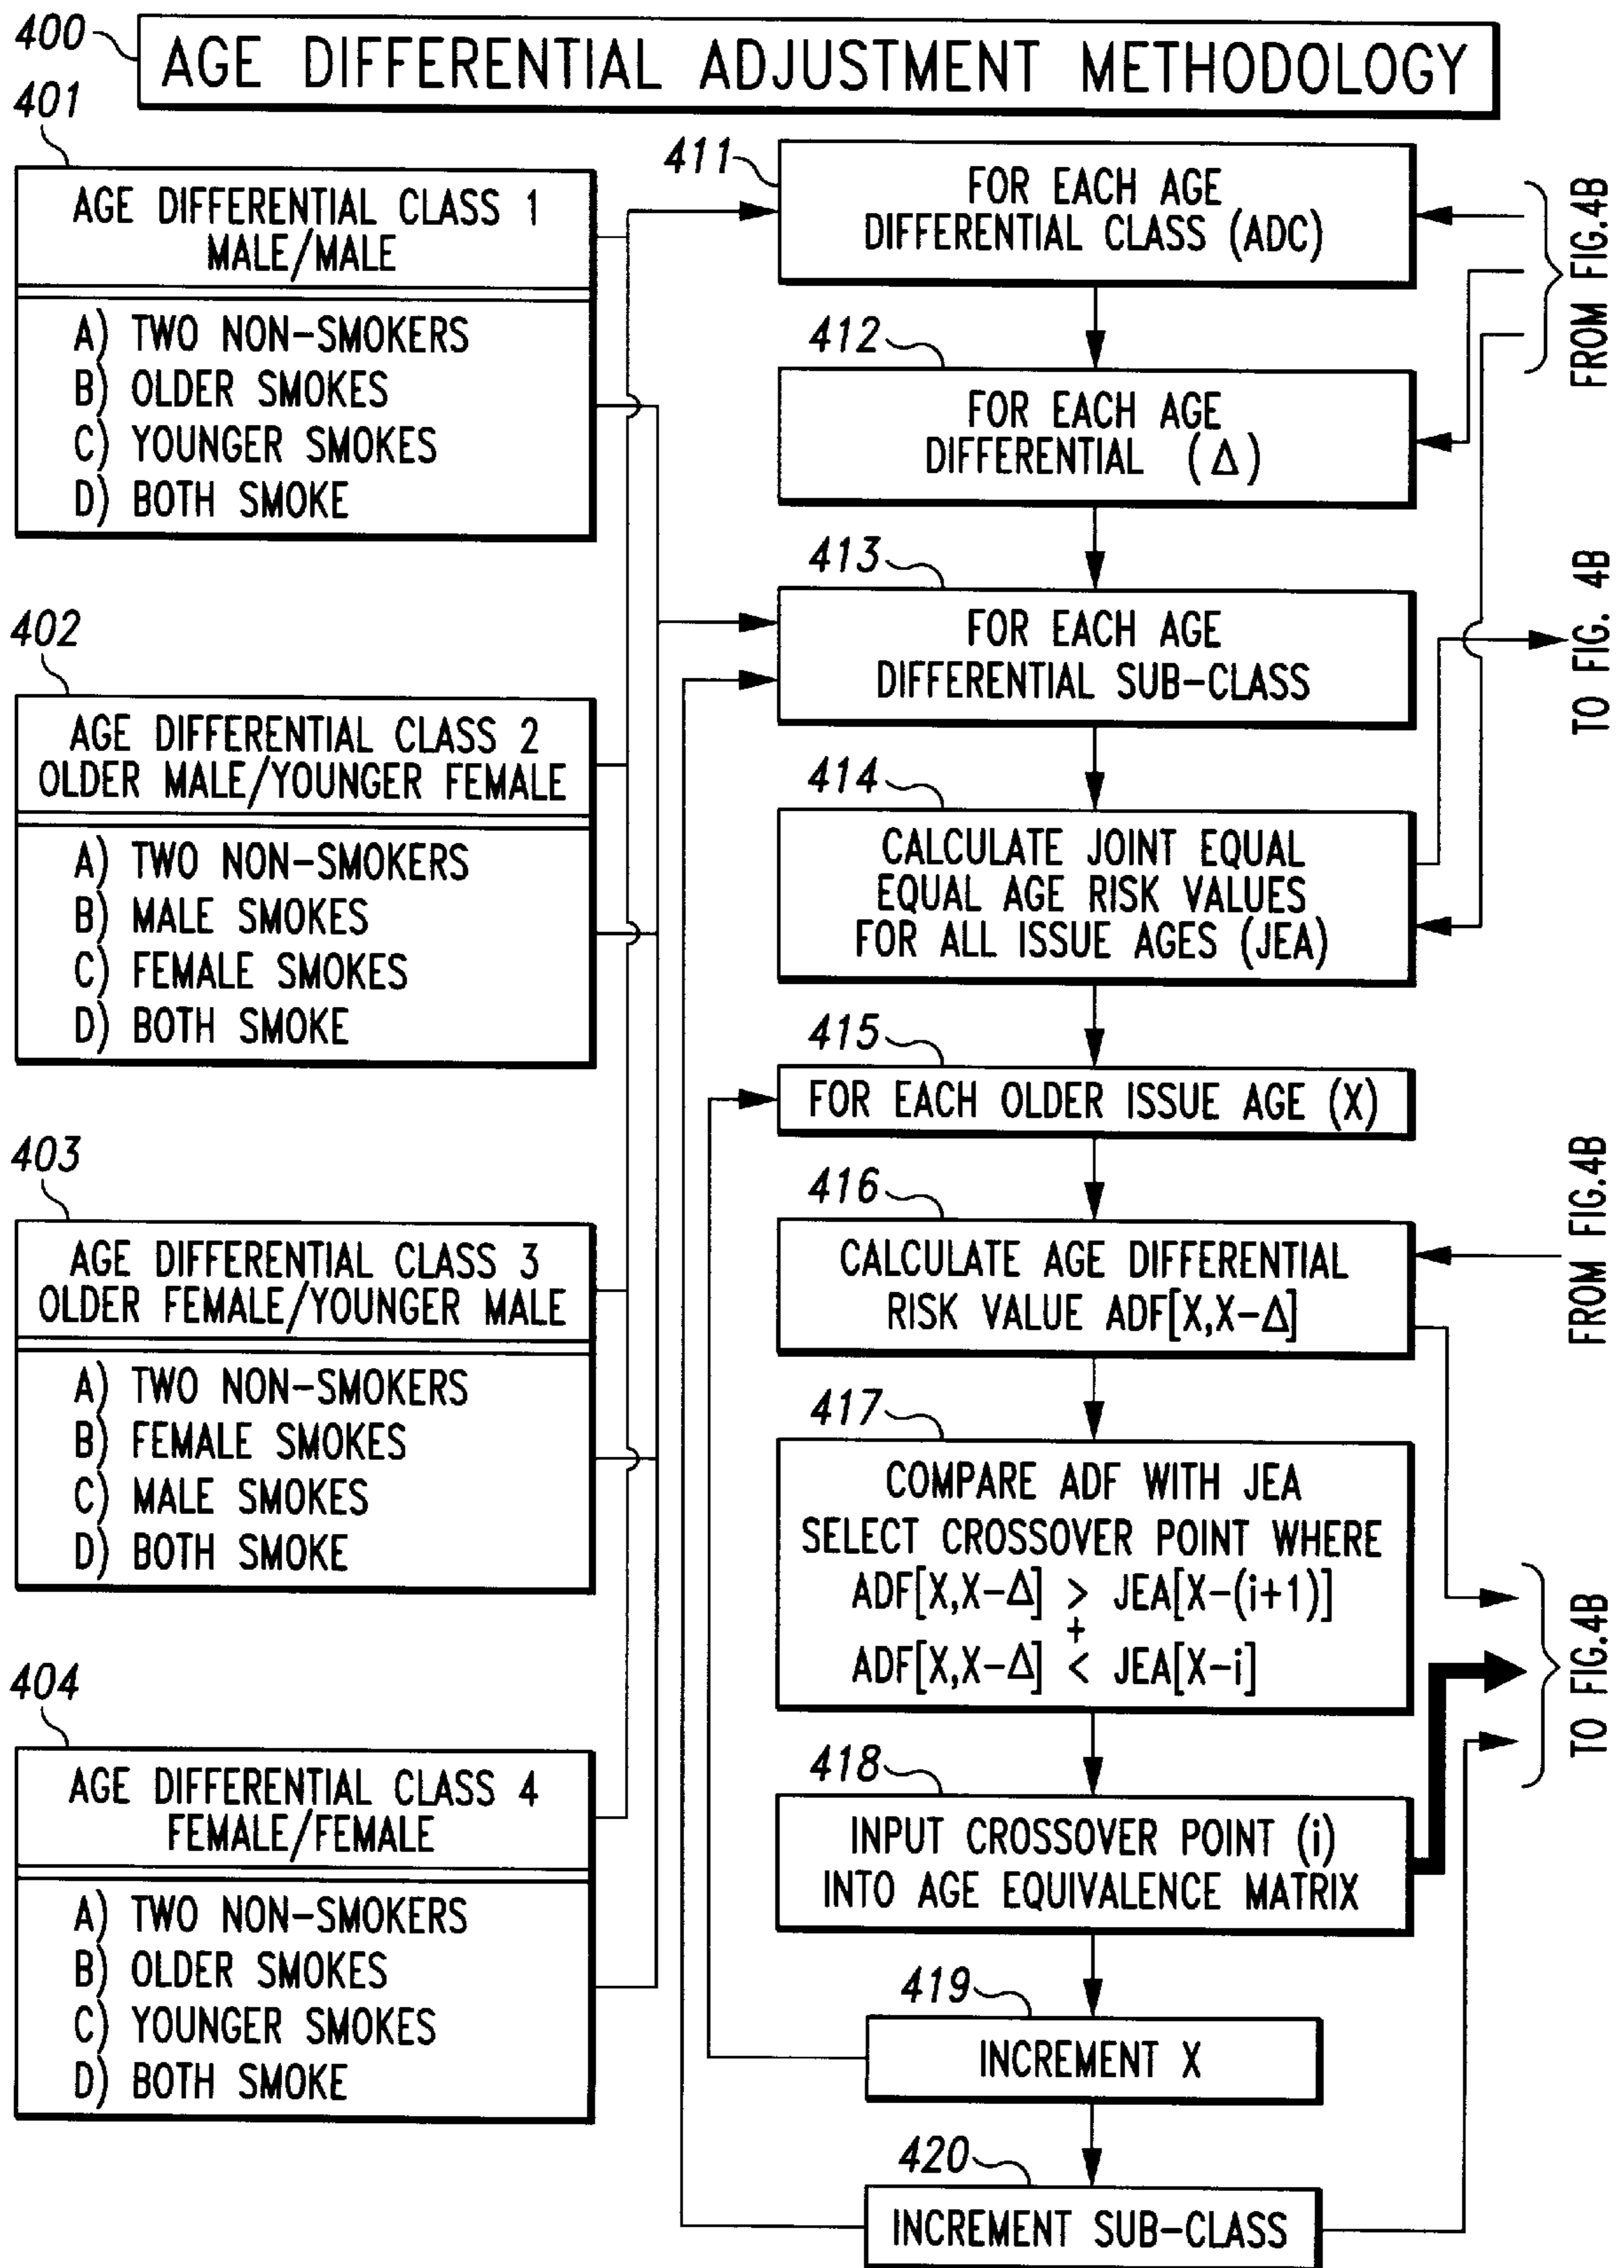 400
AGE DIFFERENTIAL ADJUSTMENT METHODOLOGY
401
AGE DIFFERENTIAL CLASS 1
MALE/MALE
A) TWO NON-SMOKERS
B) OLDER SMOKES
C) YOUNGER SMOKES
D) BOTH SMOKE
402
AGE DIFFERENTIAL CLASS 2
OLDER MALE/YOUNGER FEMALE
A) TWO NON-SMOKERS
B) MALE SMOKES
C) FEMALE SMOKES
D) BOTH SMOKE
403
AGE DIFFERENTIAL CLASS 3
OLDER FEMALE/YOUNGER MALE
A) TWO NON-SMOKERS
B) FEMALE SMOKES
C) MALE SMOKES
D) BOTH SMOKE
404
AGE DIFFERENTIAL CLASS 4
FEMALE/FEMALE
A) TWO NON-SMOKERS
B) OLDER SMOKES
C) YOUNGER SMOKES
D) BOTH SMOKE
411
FOR EACH AGE
DIFFERENTIAL CLASS (ADC)
412
FOR EACH AGE
DIFFERENTIAL (Δ)
413
FOR EACH AGE
DIFFERENTIAL SUB-CLASS
414
CALCULATE JOINT EQUAL
EQUAL AGE RISK VALUES
FOR ALL ISSUE AGES (JEA)
415
FOR EACH OLDER ISSUE AGE (X)
416
CALCULATE AGE DIFFERENTIAL
RISK VALUE ADF[X,X-Δ]
417
COMPARE ADF WITH JEA
SELECT CROSSOVER POINT WHERE
ADF[X,X-Δ] > JEA[X-(i+1)]
+
ADF[X,X-Δ] < JEA[X-i]
418
INPUT CROSSOVER POINT (i)
INTO AGE EQUIVALENCE MATRIX
419
INCREMENT X
420
INCREMENT SUB-CLASS
FROM FIG.4B
TO FIG. 4B
FROM FIG.4B
TO FIG.4B